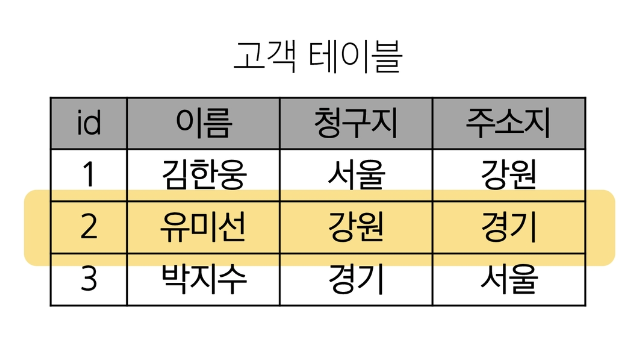 고객 테이블
id 이름 청구지 주소지
1 김한웅 서울 강원
2 유미선 강원 경기
3 박지수 경기 서울